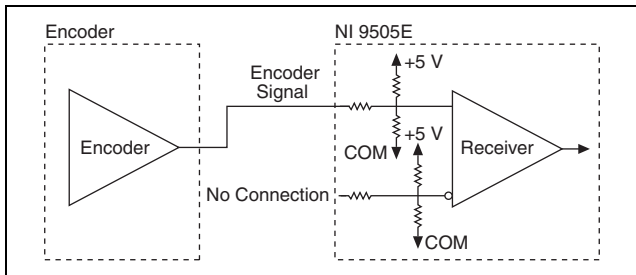 Encoder
NI 9505E
Encoder
Signal
+5 V
Encoder
COM
+5 V
Receiver
No Connection
COM